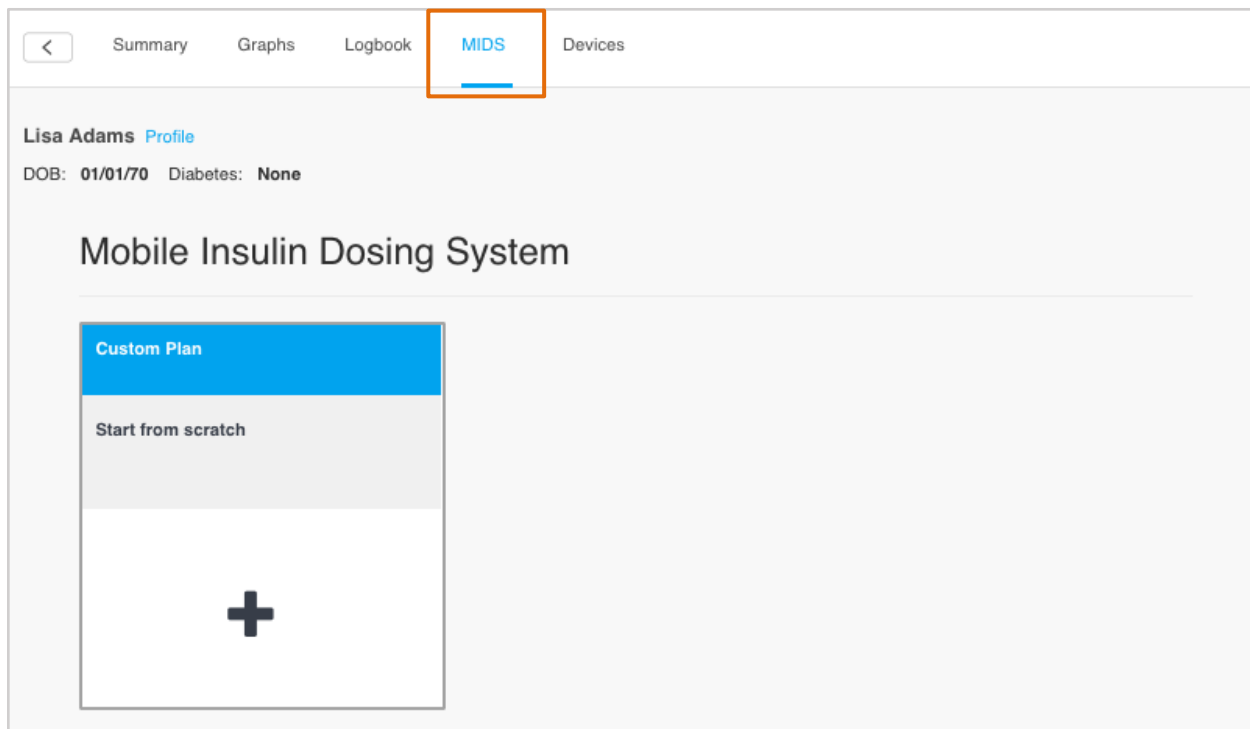 Summary Graphs Logbook MIDS Devices
Lisa Adams Profile
DOB: 01/01/70 Diabetes: None
Mobile Insulin Dosing System
Custom Plan
Start from scratch